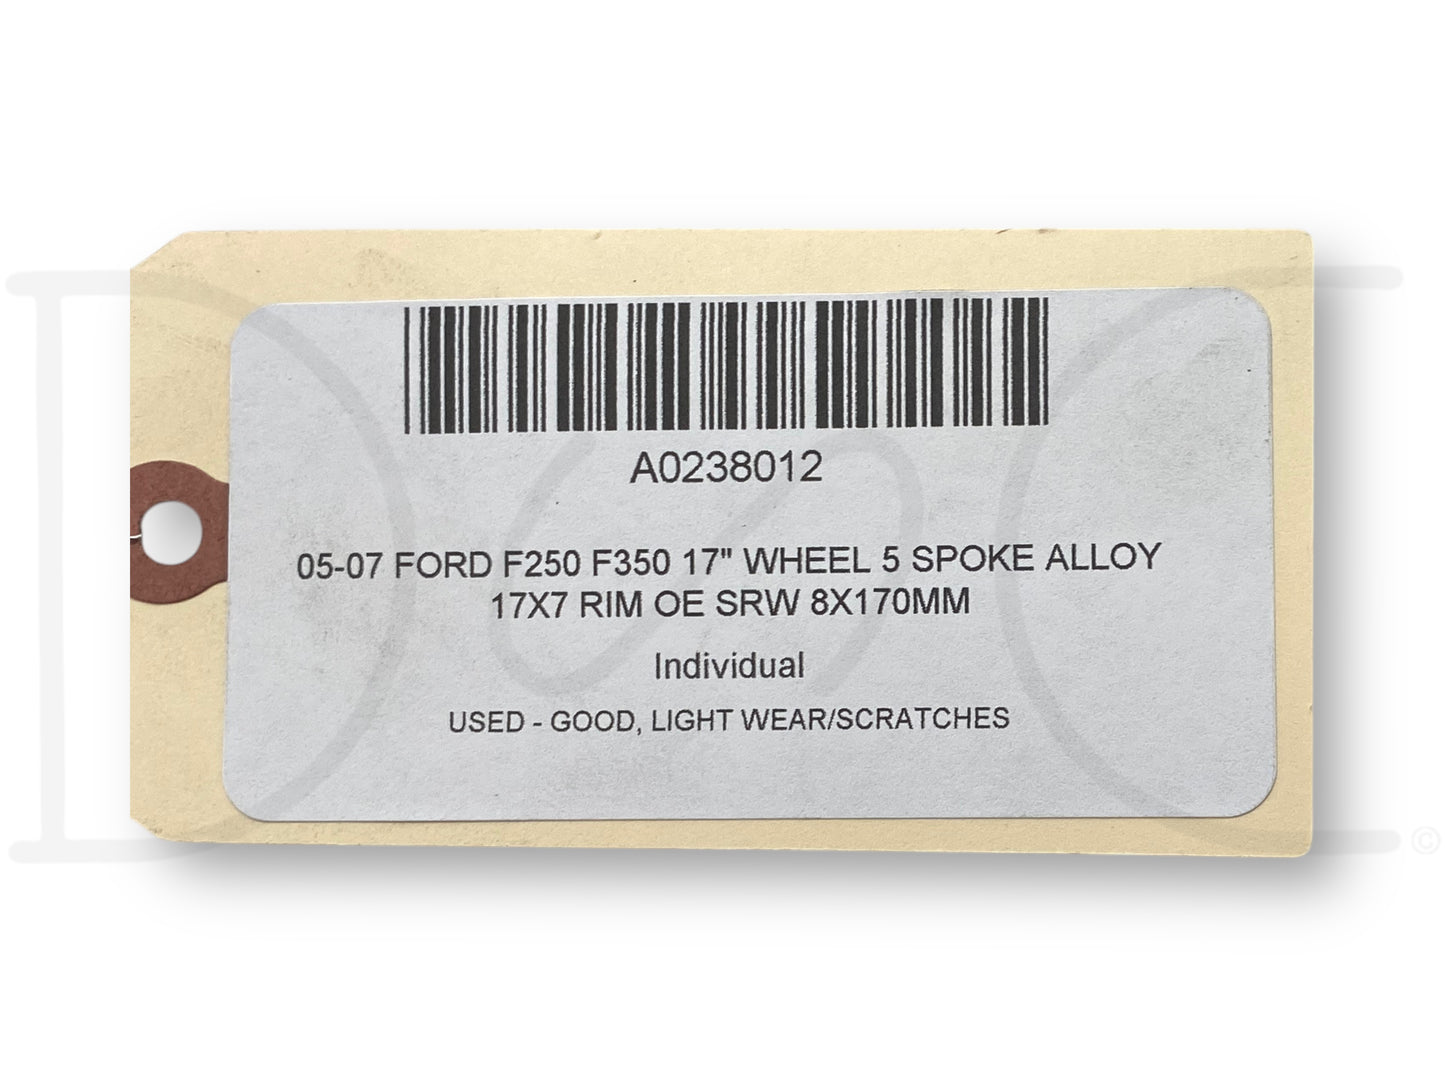 A0238012
05-07 FORD F250 F350 17" WHEEL 5 SPOKE ALLOY
17X7 RIM OE SRW 8X170MM
Individual
USED - GOOD, LIGHT WEAR/SCRATCHES
©